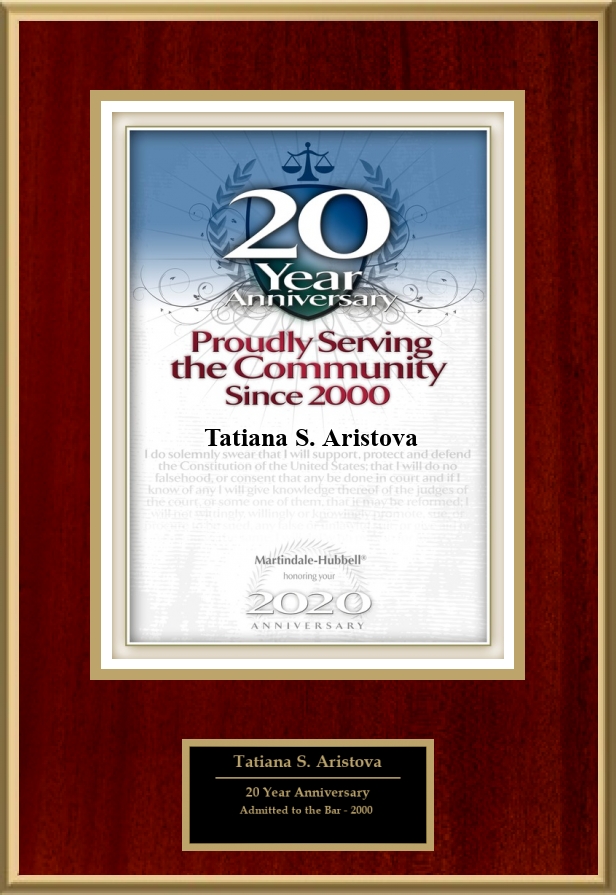 20
Year
Anniversary
Proudly Serving
the Community
Since 2000
Tatiana S. Aristova
I do solemnly swear that I will support, protect and defend
the Constitution of the United States; that I will do no
falsehood, or consent that any be done in court and if I
know of any I will give knowledge thereof to the judges of
the court, or some one of them, that it may be reformed; I
will not wittingly, willingly or knowingly promote, sue, or
Martindale-Hubbell®
honoring your
2020
ANNIVERSARY
Tatiana S. Aristova
20 Year Anniversary
Admitted to the Bar - 2000